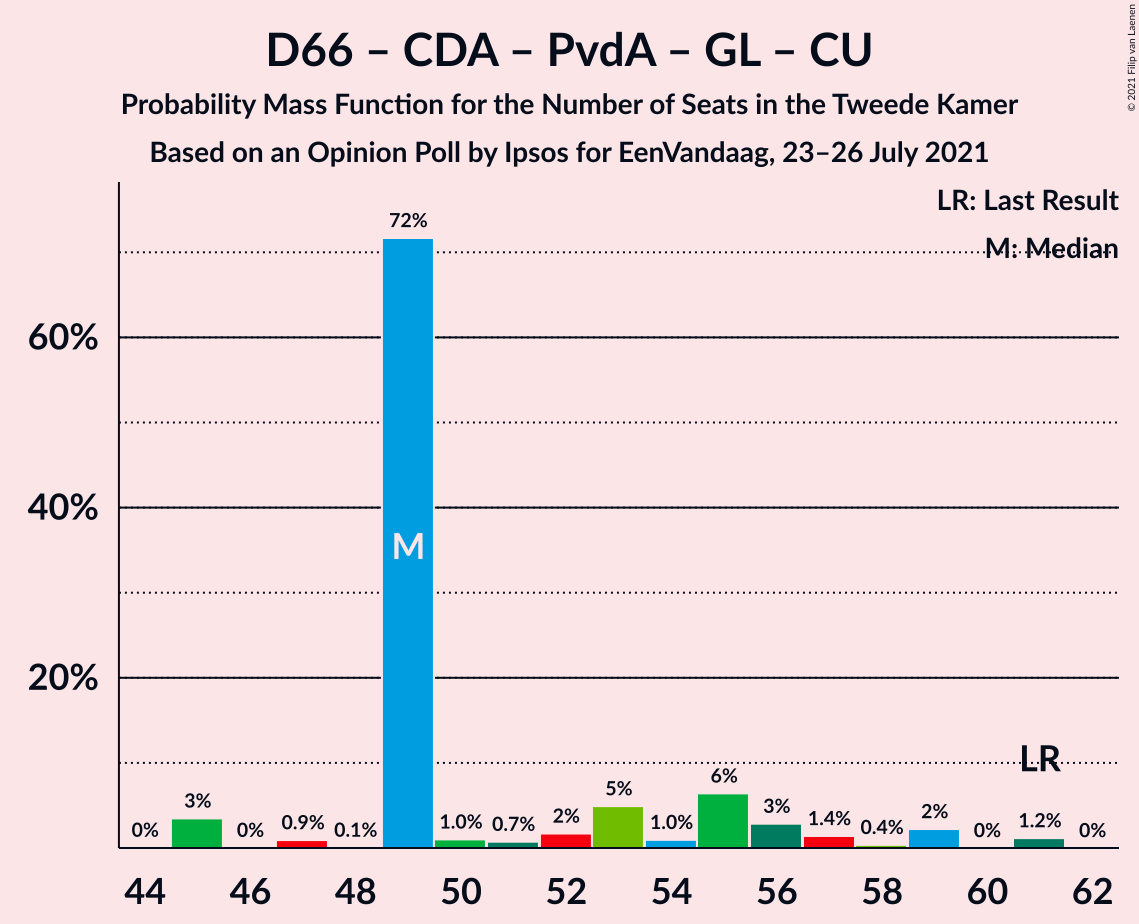 D66 – CDA – PvdA – GL – CU
Probability Mass Function for the Number of Seats in the Tweede Kamer
Based on an Opinion Poll by Ipsos for EenVandaag, 23–26 July 2021
© 2021 Filip van Laenen
LR: Last Result
M: Median
60%
40%
20%
0%
3%
0%
0.9%
0.1%
72%
M
1.0%
0.7%
2%
5%
1.0%
6%
3%
1.4%
0.4%
2%
0%
LR
1.2%
0%
44 46 48 50 52 54 56 58 60 62